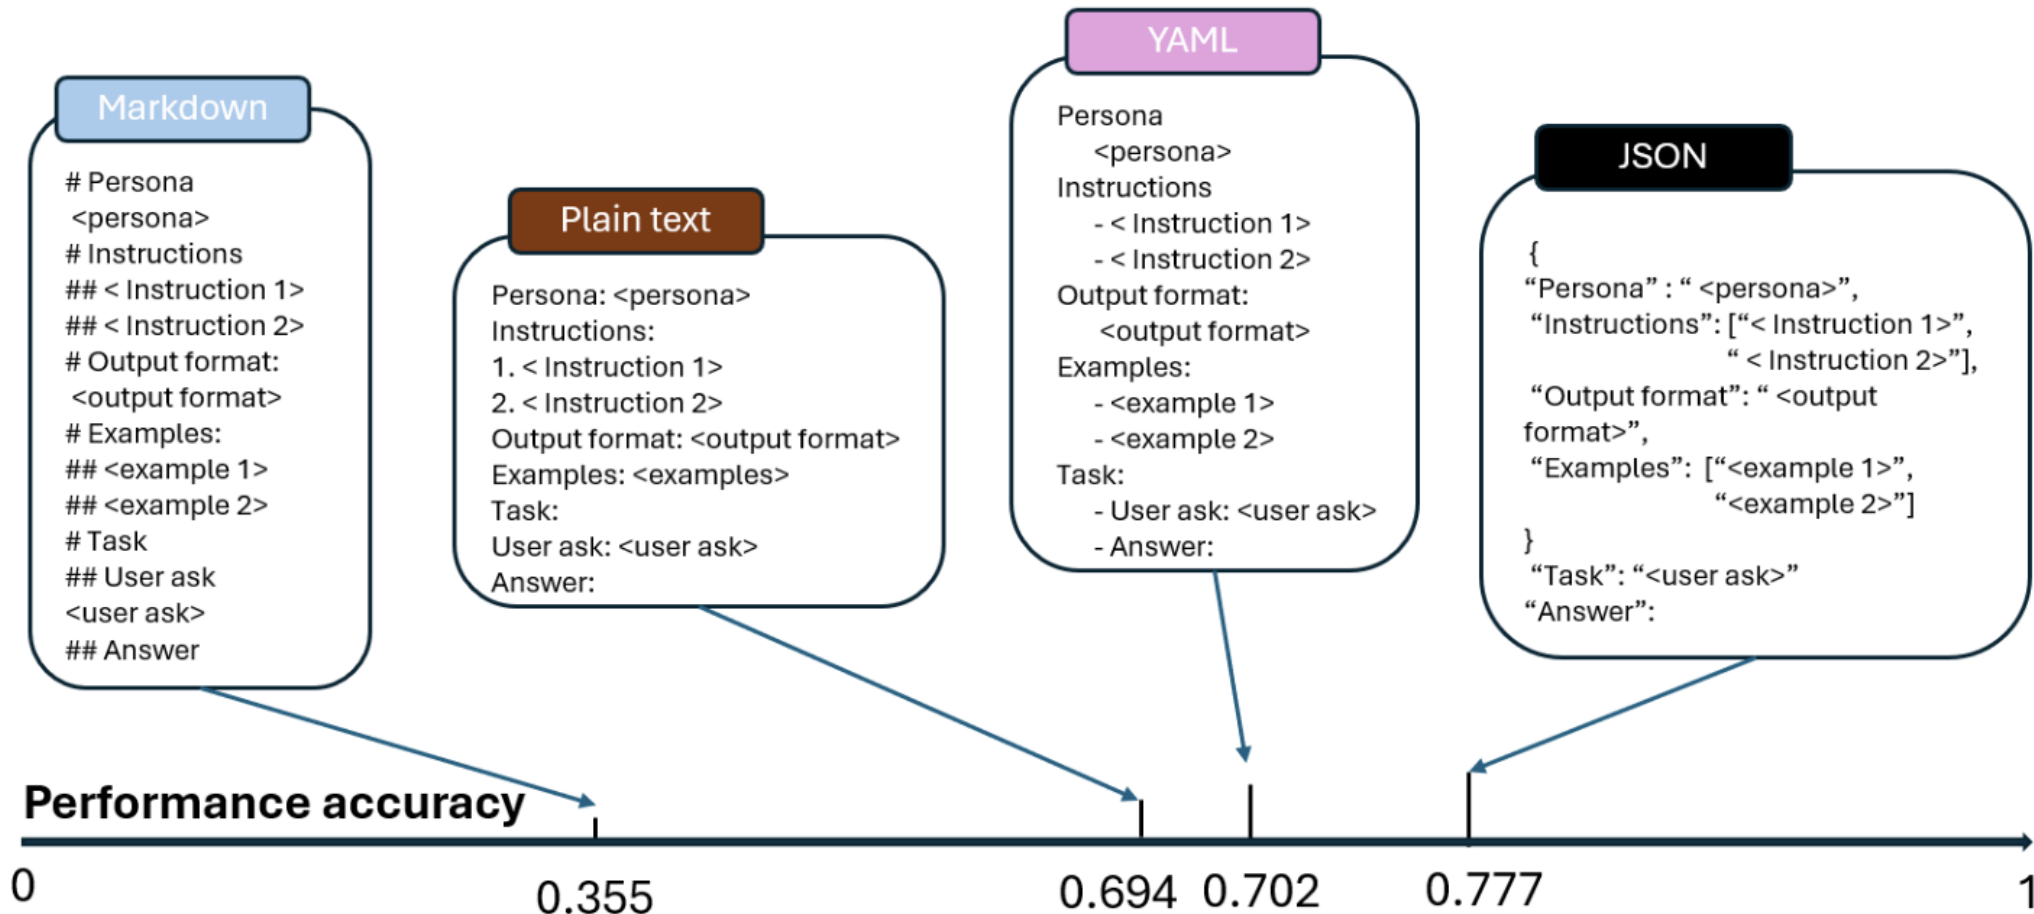 Markdown
# Persona
<persona>
# Instructions
## < Instruction 1>
## < Instruction 2>
# Output format:
<output format>
# Examples:
## <example 1>
## <example 2>
# Task
## User ask
<user ask>
## Answer
Plain text
Persona: <persona>
Instructions:
1. < Instruction 1>
2. < Instruction 2>
Output format: <output format>
Examples: <examples>
Task:
User ask: <user ask>
Answer:
YAML
Persona
<persona>
Instructions
- < Instruction 1>
- < Instruction 2>
Output format:
<output format>
Examples:
- <example 1>
- <example 2>
Task:
- User ask: <user ask>
- Answer:
JSON
{
“Persona” : “ <persona>”,
“Instructions”: [“< Instruction 1>”,
“ < Instruction 2>”],
“Output format”: “ <output
format>”,
“Examples”: [“<example 1>”,
“<example 2>”]
}
“Task”: “<user ask>”
“Answer”:
Performance accuracy
0 0.355 0.694 0.702 0.777 1